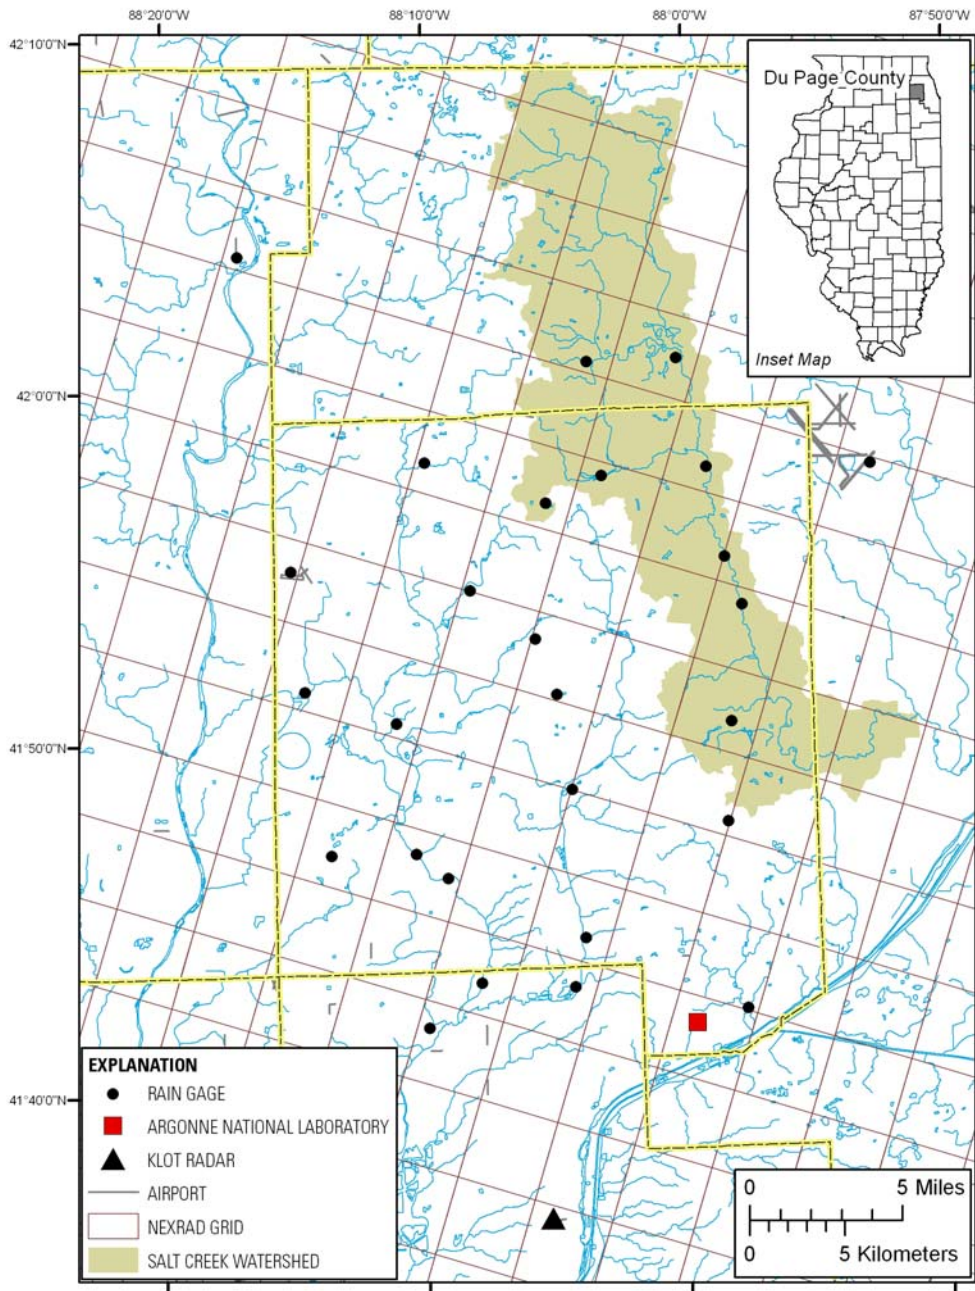 88°20'0"W 88°10'0"W 88°0'0"W 87°50'0"W
42°10'0"N
Du Page County
Inset Map
42°0'0"N
41°50'0"N
41°40'0"N
EXPLANATION
RAIN GAGE
ARGONNE NATIONAL LABORATORY
KLOT RADAR
AIRPORT
NEXRAD GRID
SALT CREEK WATERSHED
0 5 Miles
0 5 Kilometers